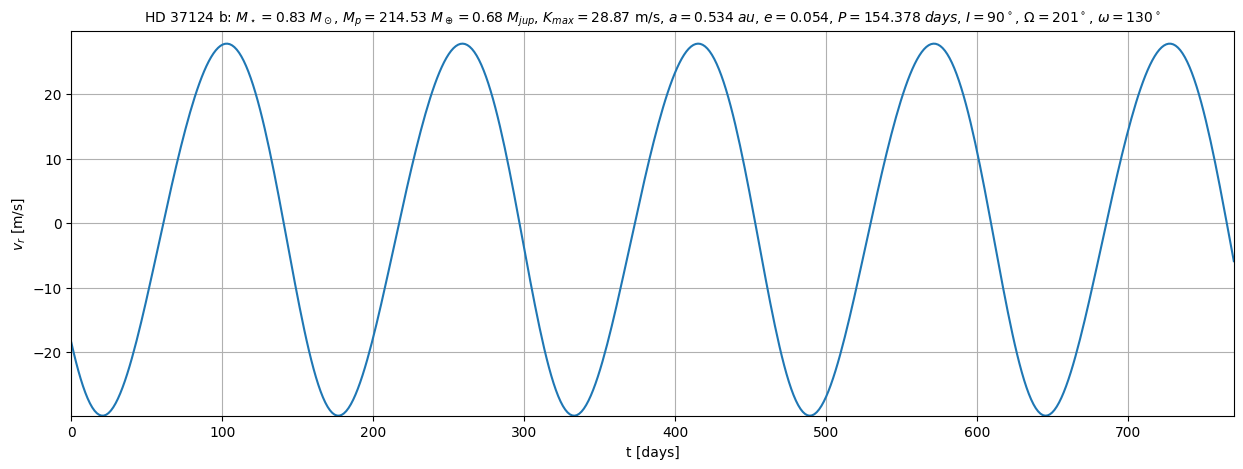 HD 37124 b: M⋆ = 0.83 M⊙, Mp = 214.53 M⊕ = 0.68 Mjup, Kmax = 28.87 m/s, a = 0.534 au, e = 0.054, P = 154.378 days, I = 90°, Ω = 201°, ω = 130°
20
10
0
−10
−20
vr [m/s]
0 100 200 300 400 500 600 700
t [days]